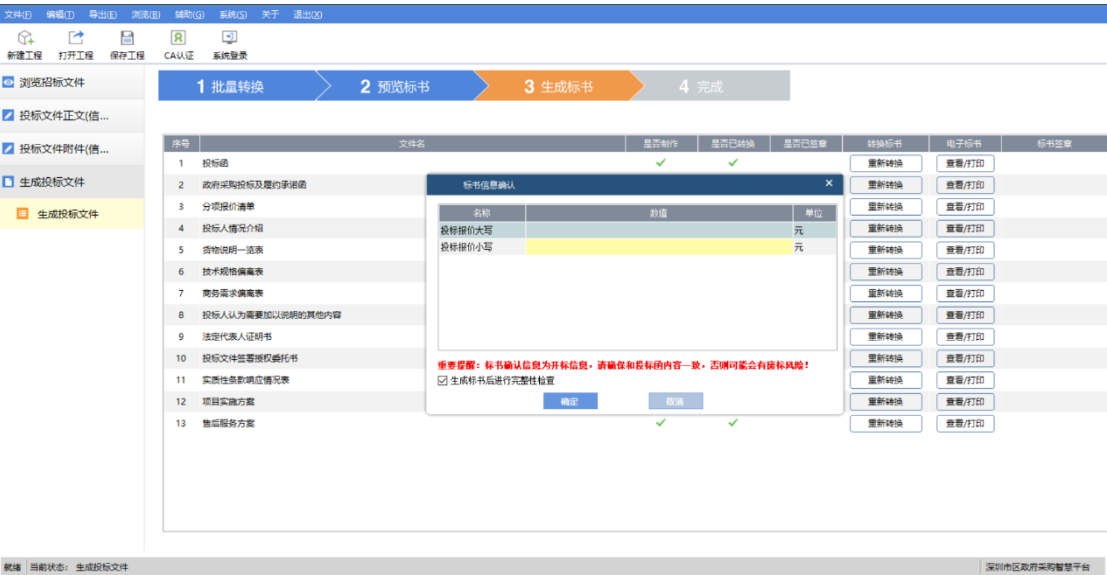 文件(F) 编辑(T) 导出(E) 浏览(B) 辅助(G) 系统(S) 关于 退出(X)
新建工程 打开工程 保存工程 CA认证 系统登录
浏览招标文件
投标文件正文(信...
投标文件附件(信...
生成投标文件
生成投标文件
1 批量转换 2 预览标书 3 生成标书 4 完成
序号 文件名 是否制作 是否已转换 是否已签章 转换标书 电子标书 标书签章
1 投标函 重新转换 查看/打印
2 政府采购投标及履约承诺函 重新转换 查看/打印
3 分项报价清单 重新转换 查看/打印
4 投标人情况介绍 重新转换 查看/打印
5 货物说明一览表 重新转换 查看/打印
6 技术规格偏离表 重新转换 查看/打印
7 商务需求偏离表 重新转换 查看/打印
8 投标人认为需要加以说明的其他内容 重新转换 查看/打印
9 法定代表人证明书 重新转换 查看/打印
10 投标文件签署授权委托书 重新转换 查看/打印
11 实质性条款响应情况表 重新转换 查看/打印
12 项目实施方案 重新转换 查看/打印
13 售后服务方案 重新转换 查看/打印
标书信息确认
名称 数值 单位
投标报价大写 元
投标报价小写 元
重要提醒：标书确认信息为开标信息，请确保和投标函内容一致，否则可能会有废标风险！
生成标书后进行完整性检查
确定 取消
就绪 当前状态: 生成投标文件 深圳市区政府采购智慧平台